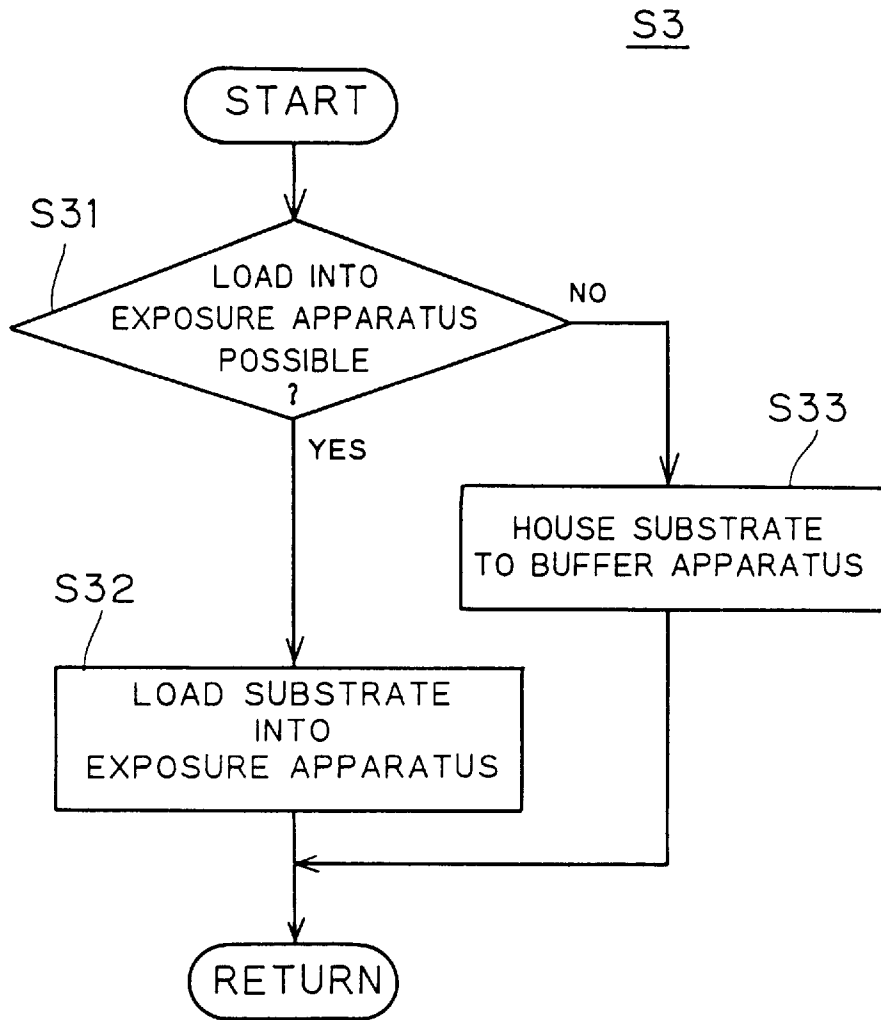 S3
START
S31
LOAD INTO
EXPOSURE APPARATUS
POSSIBLE
?
NO
YES
S33
HOUSE SUBSTRATE
TO BUFFER APPARATUS
S32
LOAD SUBSTRATE
INTO
EXPOSURE APPARATUS
RETURN